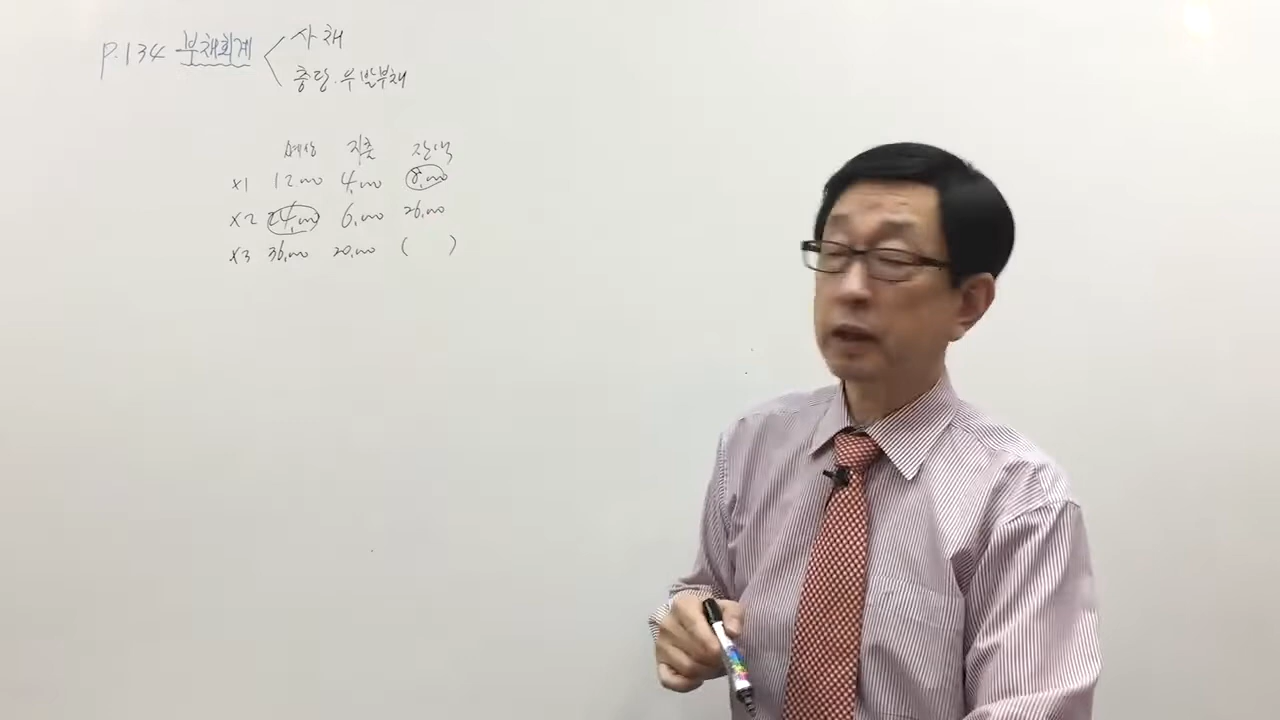 P.134 부채회계 사채
충당·우발부채
예상 지출 잔액
X1 12,000 4,000 8,000
X2 24,000 6,000 26,000
X3 36,000 20,000 ( )